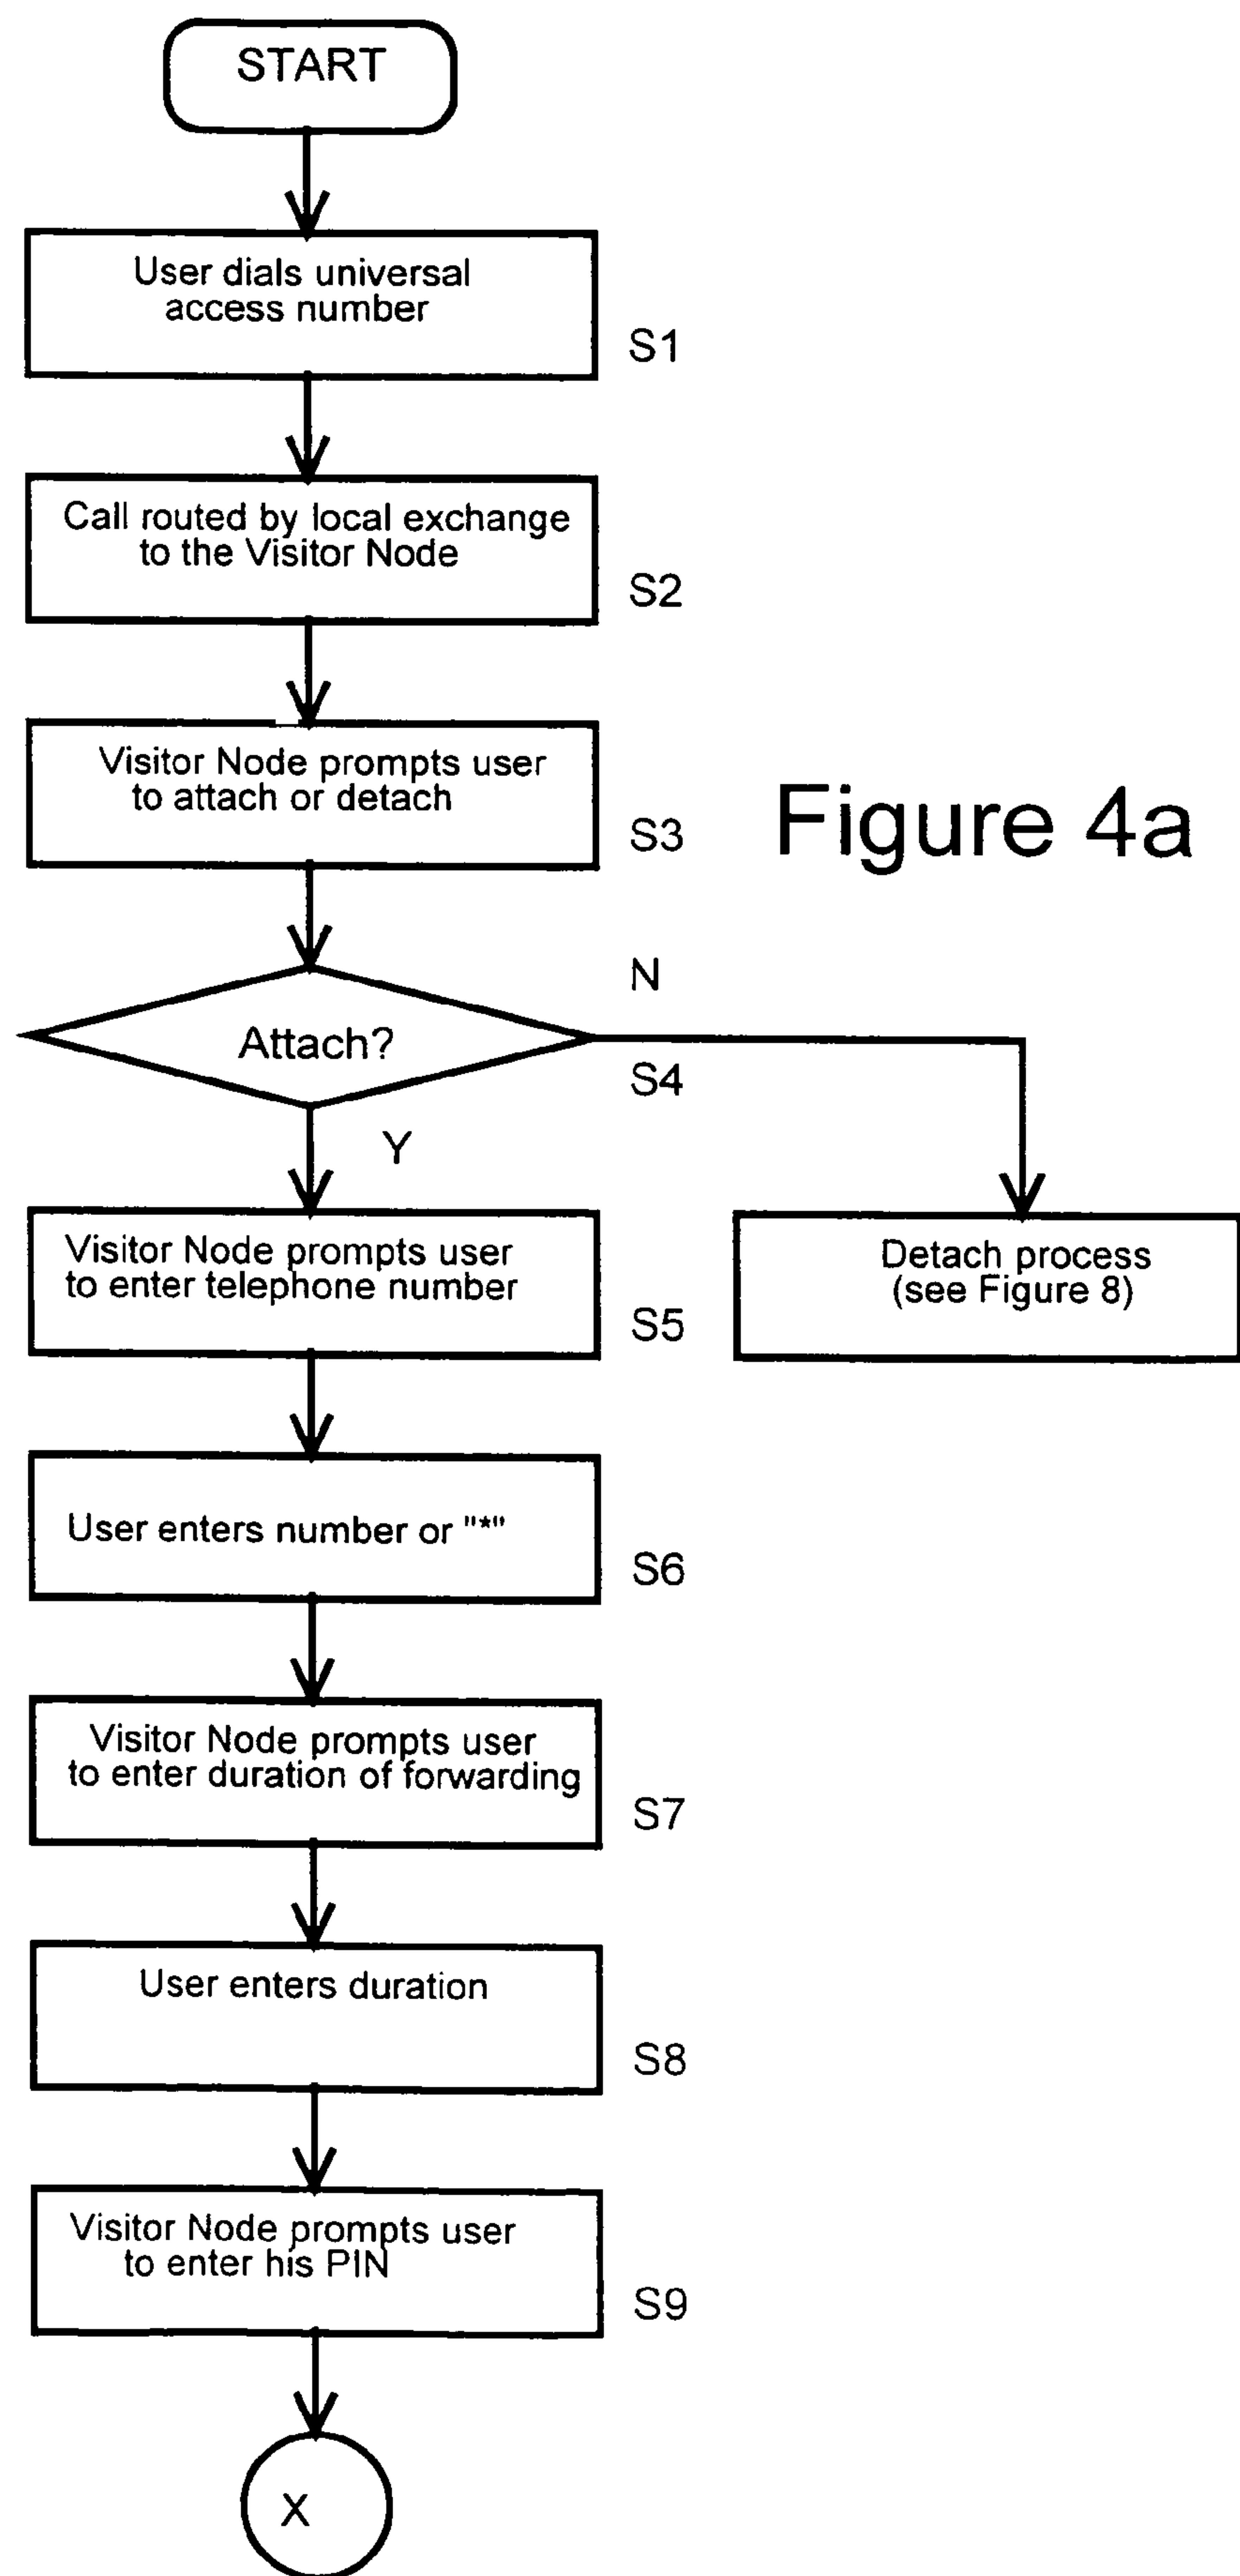 START
User dials universal
access number
S1
Call routed by local exchange
to the Visitor Node
S2
Visitor Node prompts user
to attach or detach
S3
Figure 4a
N
Attach?
S4
Y
Visitor Node prompts user
to enter telephone number
S5
Detach process
(see Figure 8)
User enters number or "*"
S6
Visitor Node prompts user
to enter duration of forwarding
S7
User enters duration
S8
Visitor Node prompts user
to enter his PIN
S9
X